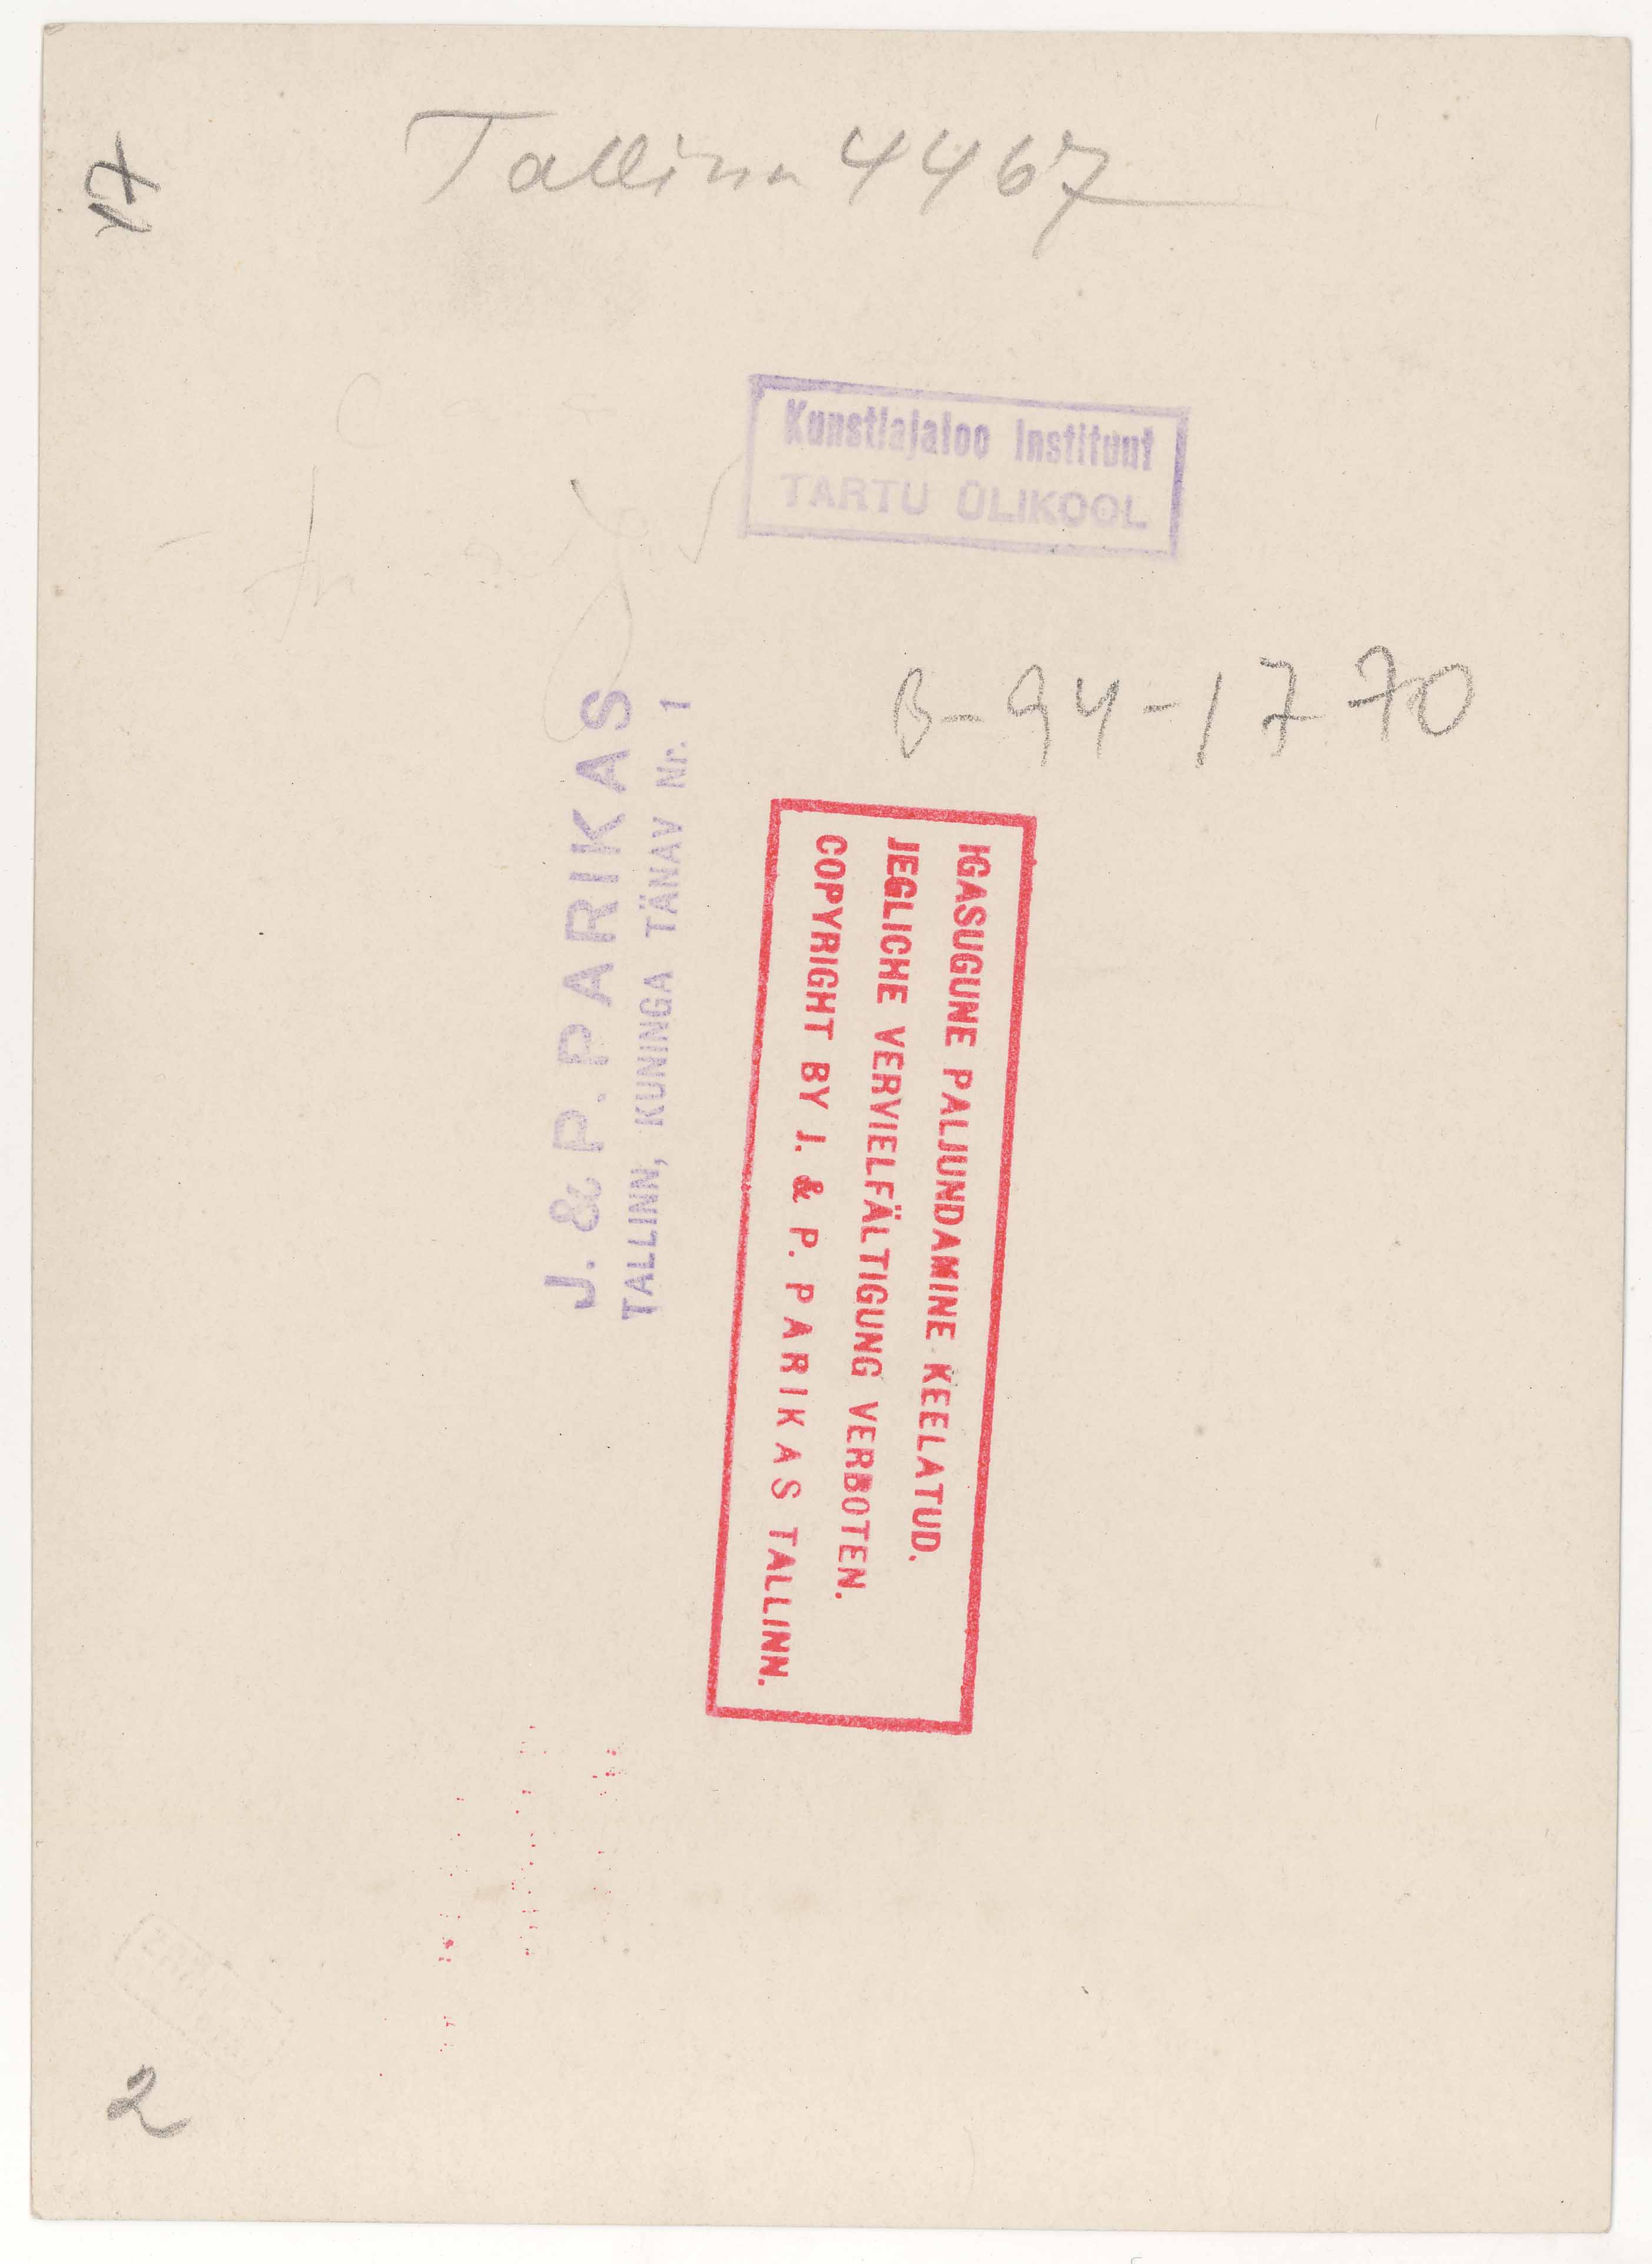 Tallinn 4467
17
Kunstiajaloo Instituut
TARTU ÜLIKOOL
B-94-1770
J. & P. PARIKAS
TALLINN, KUNINGA TÄNAV Nr. 1
IGASUGUNE PALJUNDAMINE KEELATUD.
JEGLICHE VERVIELFÄLTIGUNG VERBOTEN.
COPYRIGHT BY J. & P. PARIKAS TALLINN.
2